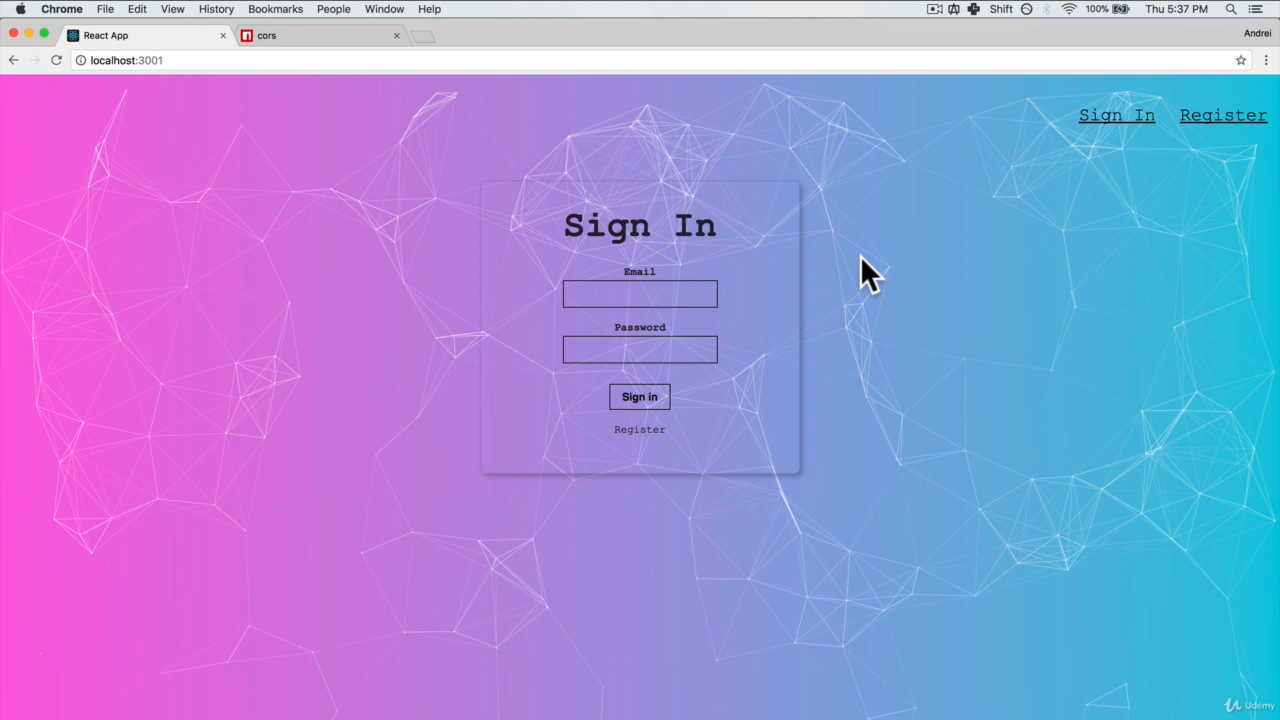 Chrome File Edit View History Bookmarks People Window Help Shift 100% Thu 5:37 PM
React App cors Andrei
localhost:3001
Sign In Register
Sign In
Email
Password
Sign in
Register
Udemy